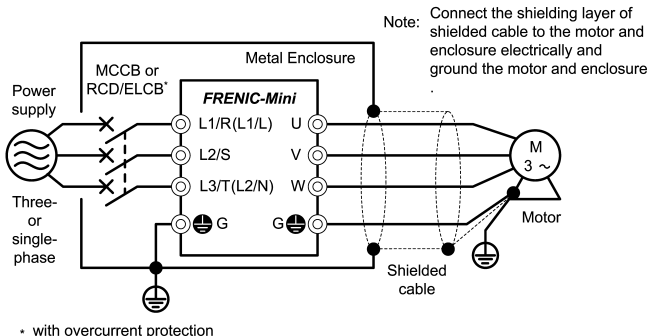 Note: Connect the shielding layer of
shielded cable to the motor and
enclosure electrically and
ground the motor and enclosure
.
Metal Enclosure
MCCB or
RCD/ELCB*
Power
supply
FRENIC-Mini
L1/R(L1/L) U
L2/S V
L3/T(L2/N) W
G G
M
3 ~
Motor
Three-
or
single-
phase
Shielded
cable
* with overcurrent protection